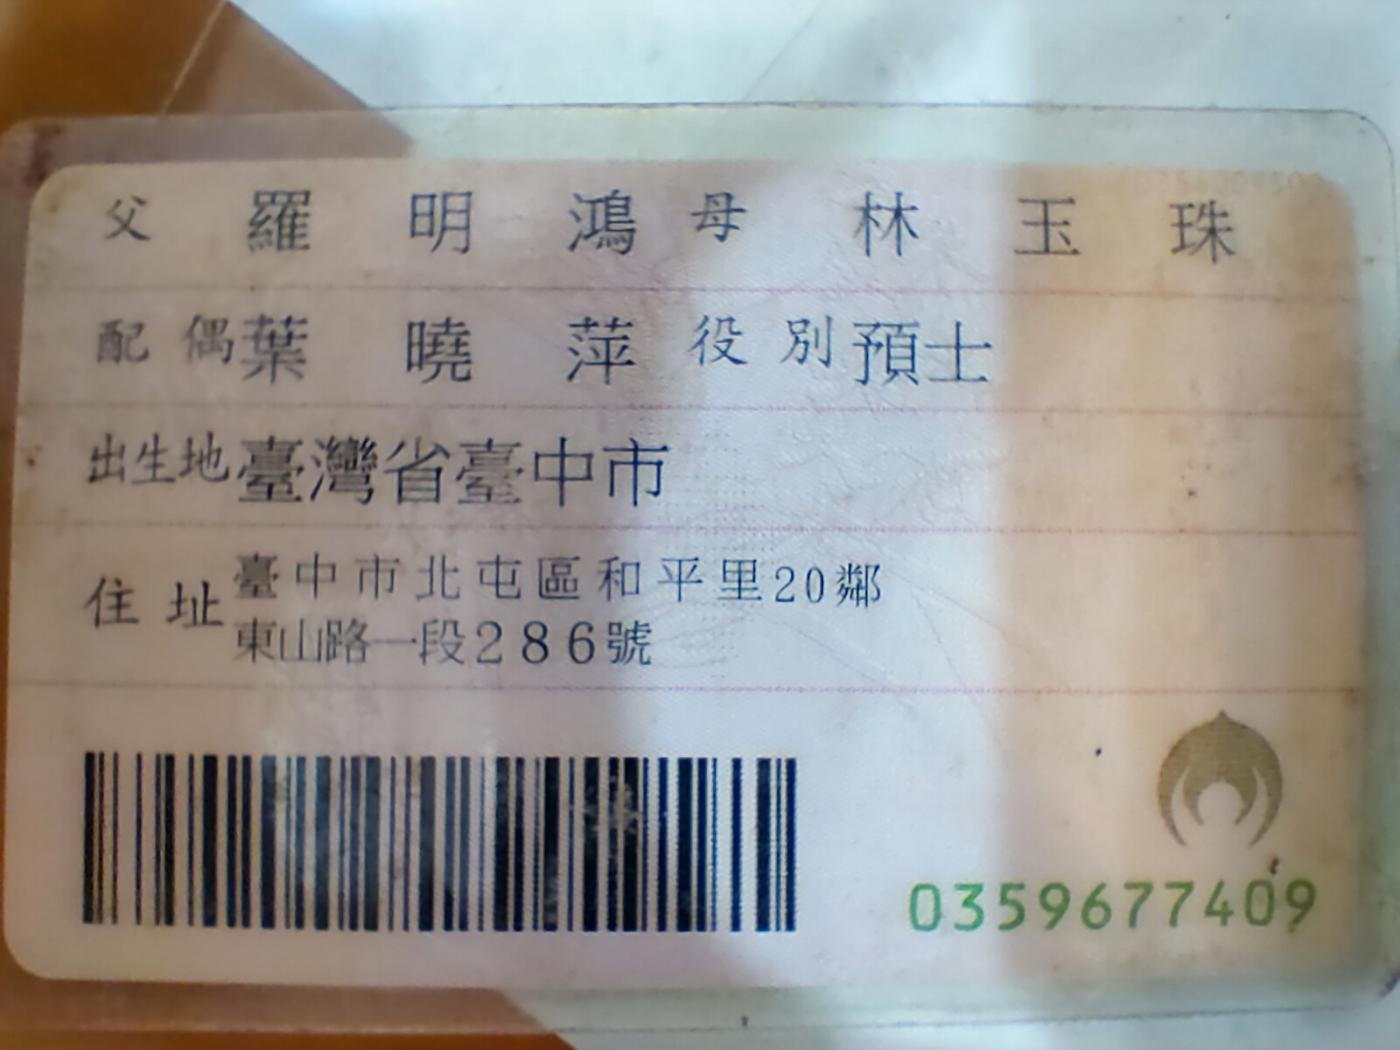 父 羅明鴻 母 林玉珠
配偶 葉曉萍 役別 預士
出生地 臺灣省臺中市
住址 臺中市北屯區和平里20鄰
東山路一段286號
0359677409